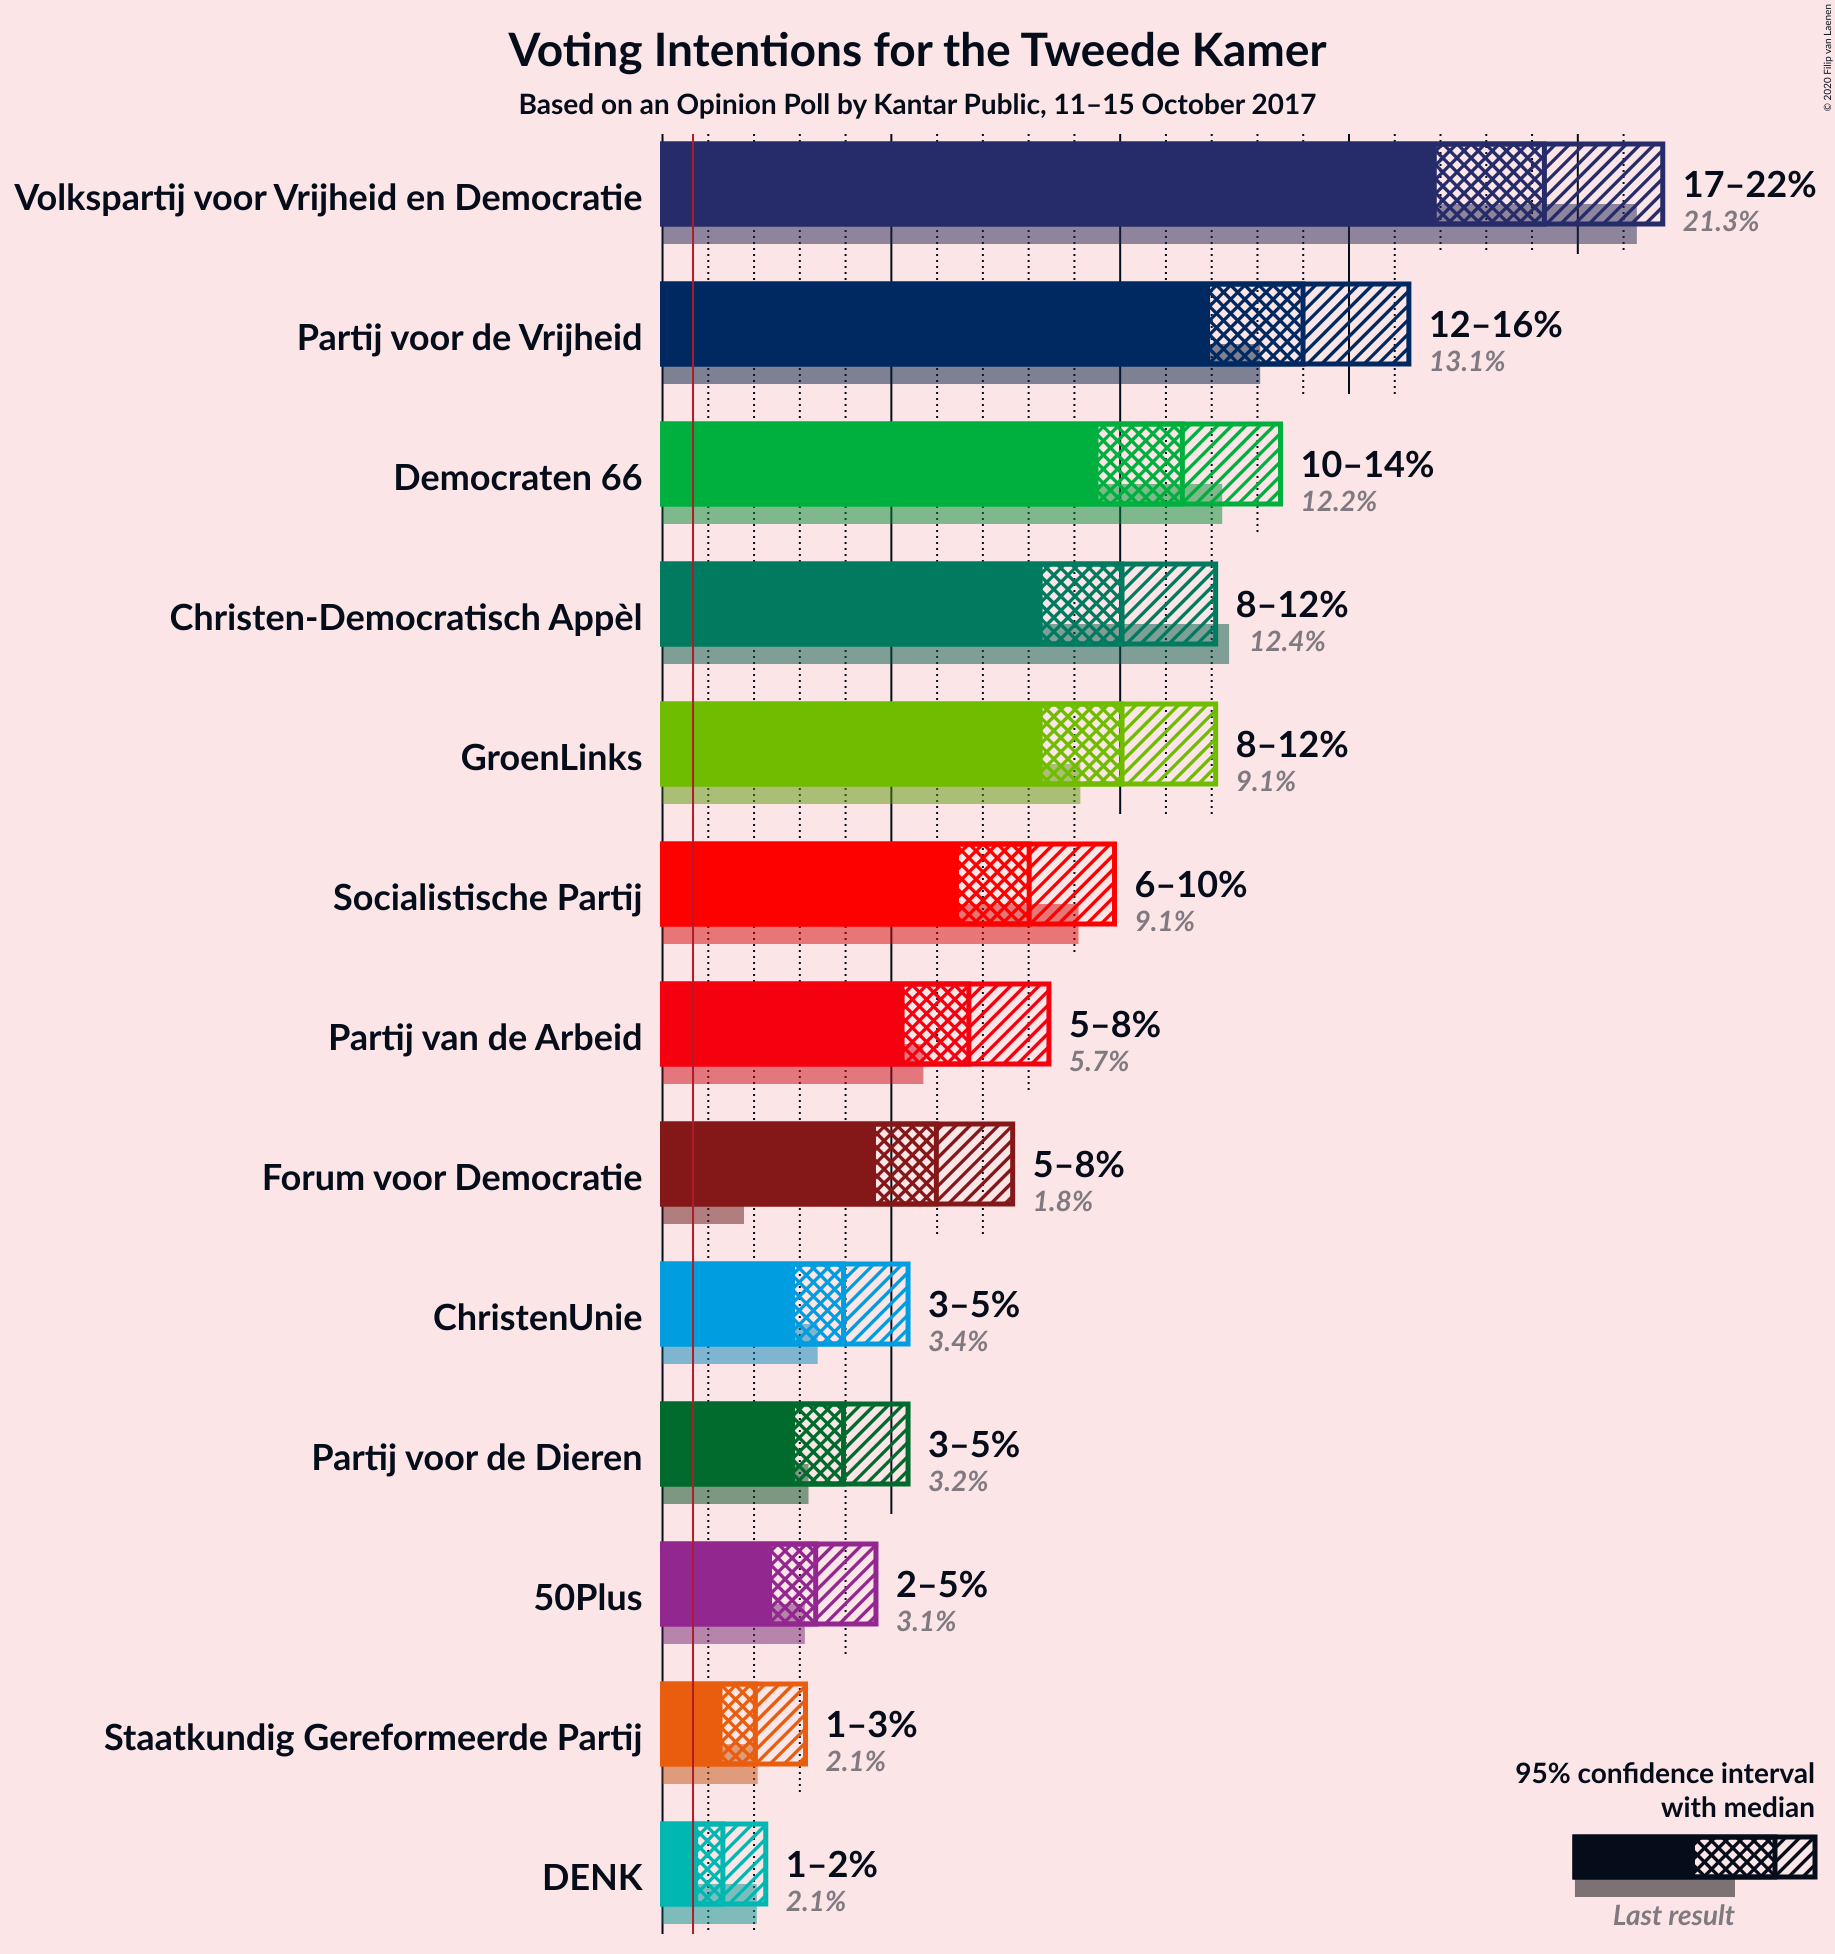 Voting Intentions for the Tweede Kamer
Based on an Opinion Poll by Kantar Public, 11–15 October 2017
© 2020 Filip van Laenen
Volkspartij voor Vrijheid en Democratie
17–22%
21.3%
Partij voor de Vrijheid
12–16%
13.1%
Democraten 66
10–14%
12.2%
Christen-Democratisch Appèl
8–12%
12.4%
GroenLinks
8–12%
9.1%
Socialistische Partij
6–10%
9.1%
Partij van de Arbeid
5–8%
5.7%
Forum voor Democratie
5–8%
1.8%
ChristenUnie
3–5%
3.4%
Partij voor de Dieren
3–5%
3.2%
50Plus
2–5%
3.1%
Staatkundig Gereformeerde Partij
1–3%
2.1%
DENK
1–2%
2.1%
95% confidence interval
with median
Last result